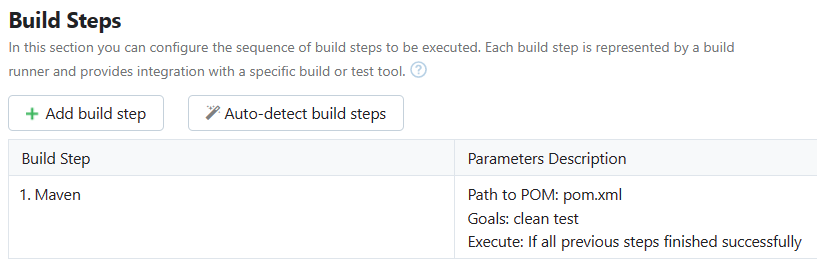 Build Steps
In this section you can configure the sequence of build steps to be executed. Each build step is represented by a build
runner and provides integration with a specific build or test tool. ?
+ Add build step Auto-detect build steps
Build Step Parameters Description
1. Maven Path to POM: pom.xml
Goals: clean test
Execute: If all previous steps finished successfully